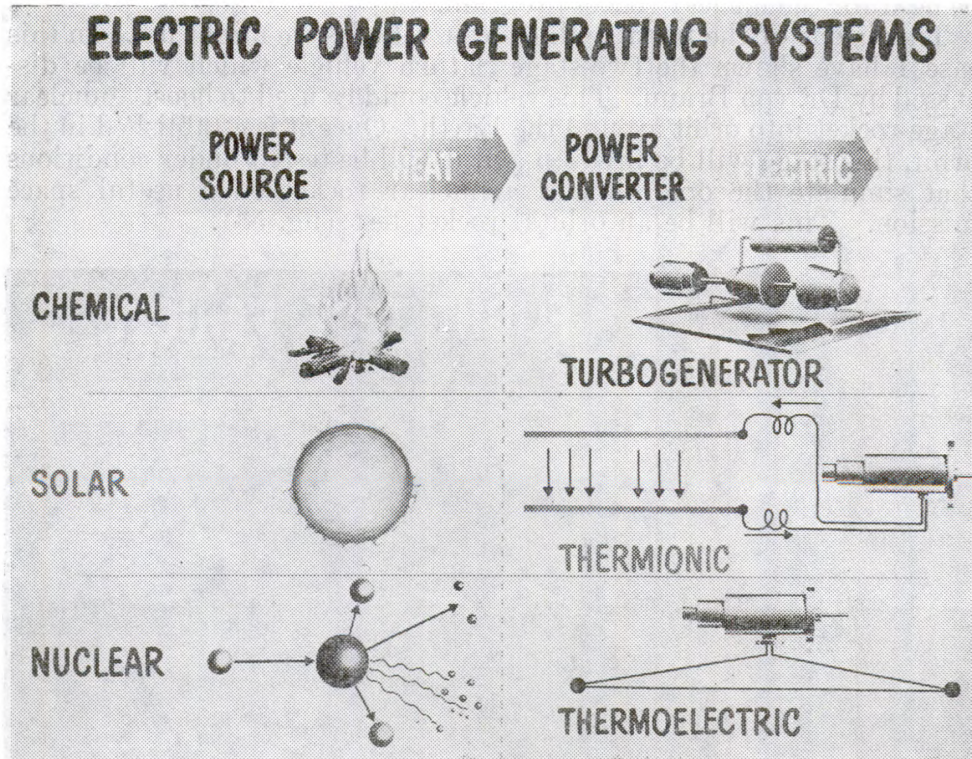 ELECTRIC POWER GENERATING SYSTEMS
POWER SOURCE
HEAT
POWER CONVERTER
ELECTRIC
CHEMICAL
TURBOGENERATOR
SOLAR
THERMIONIC
NUCLEAR
THERMOELECTRIC